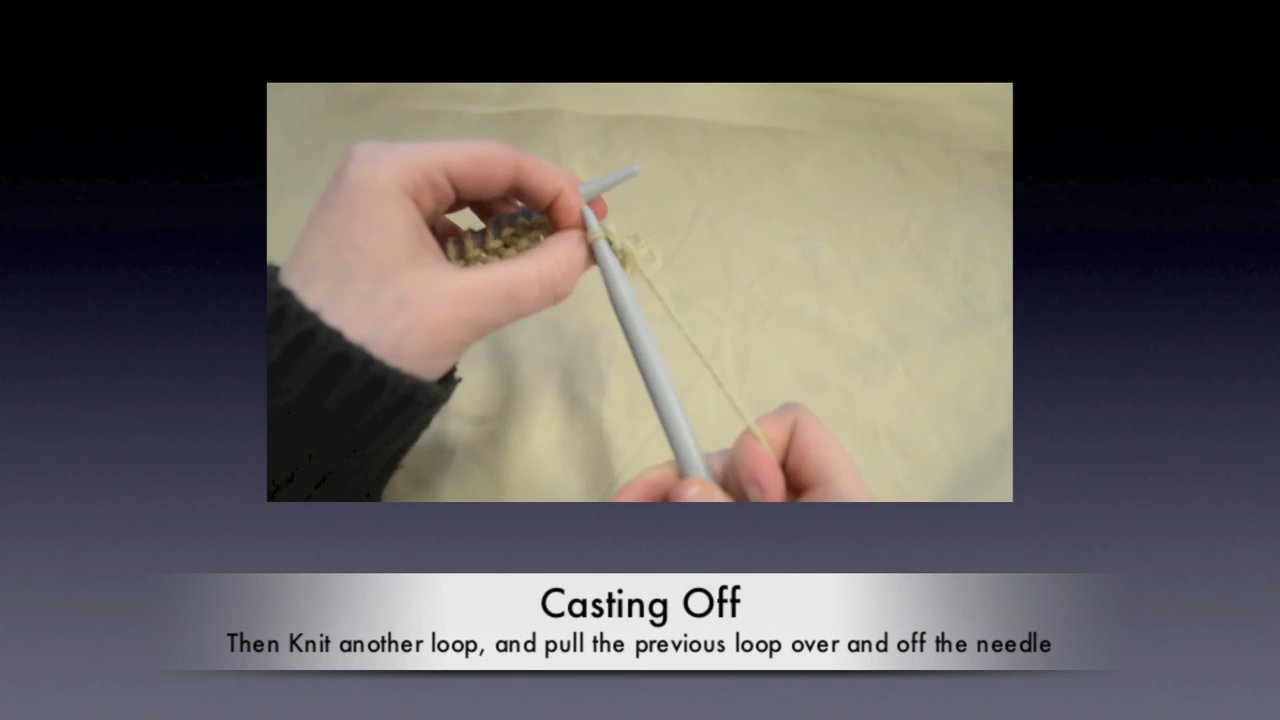 Casting Off
Then Knit another loop, and pull the previous loop over and off the needle